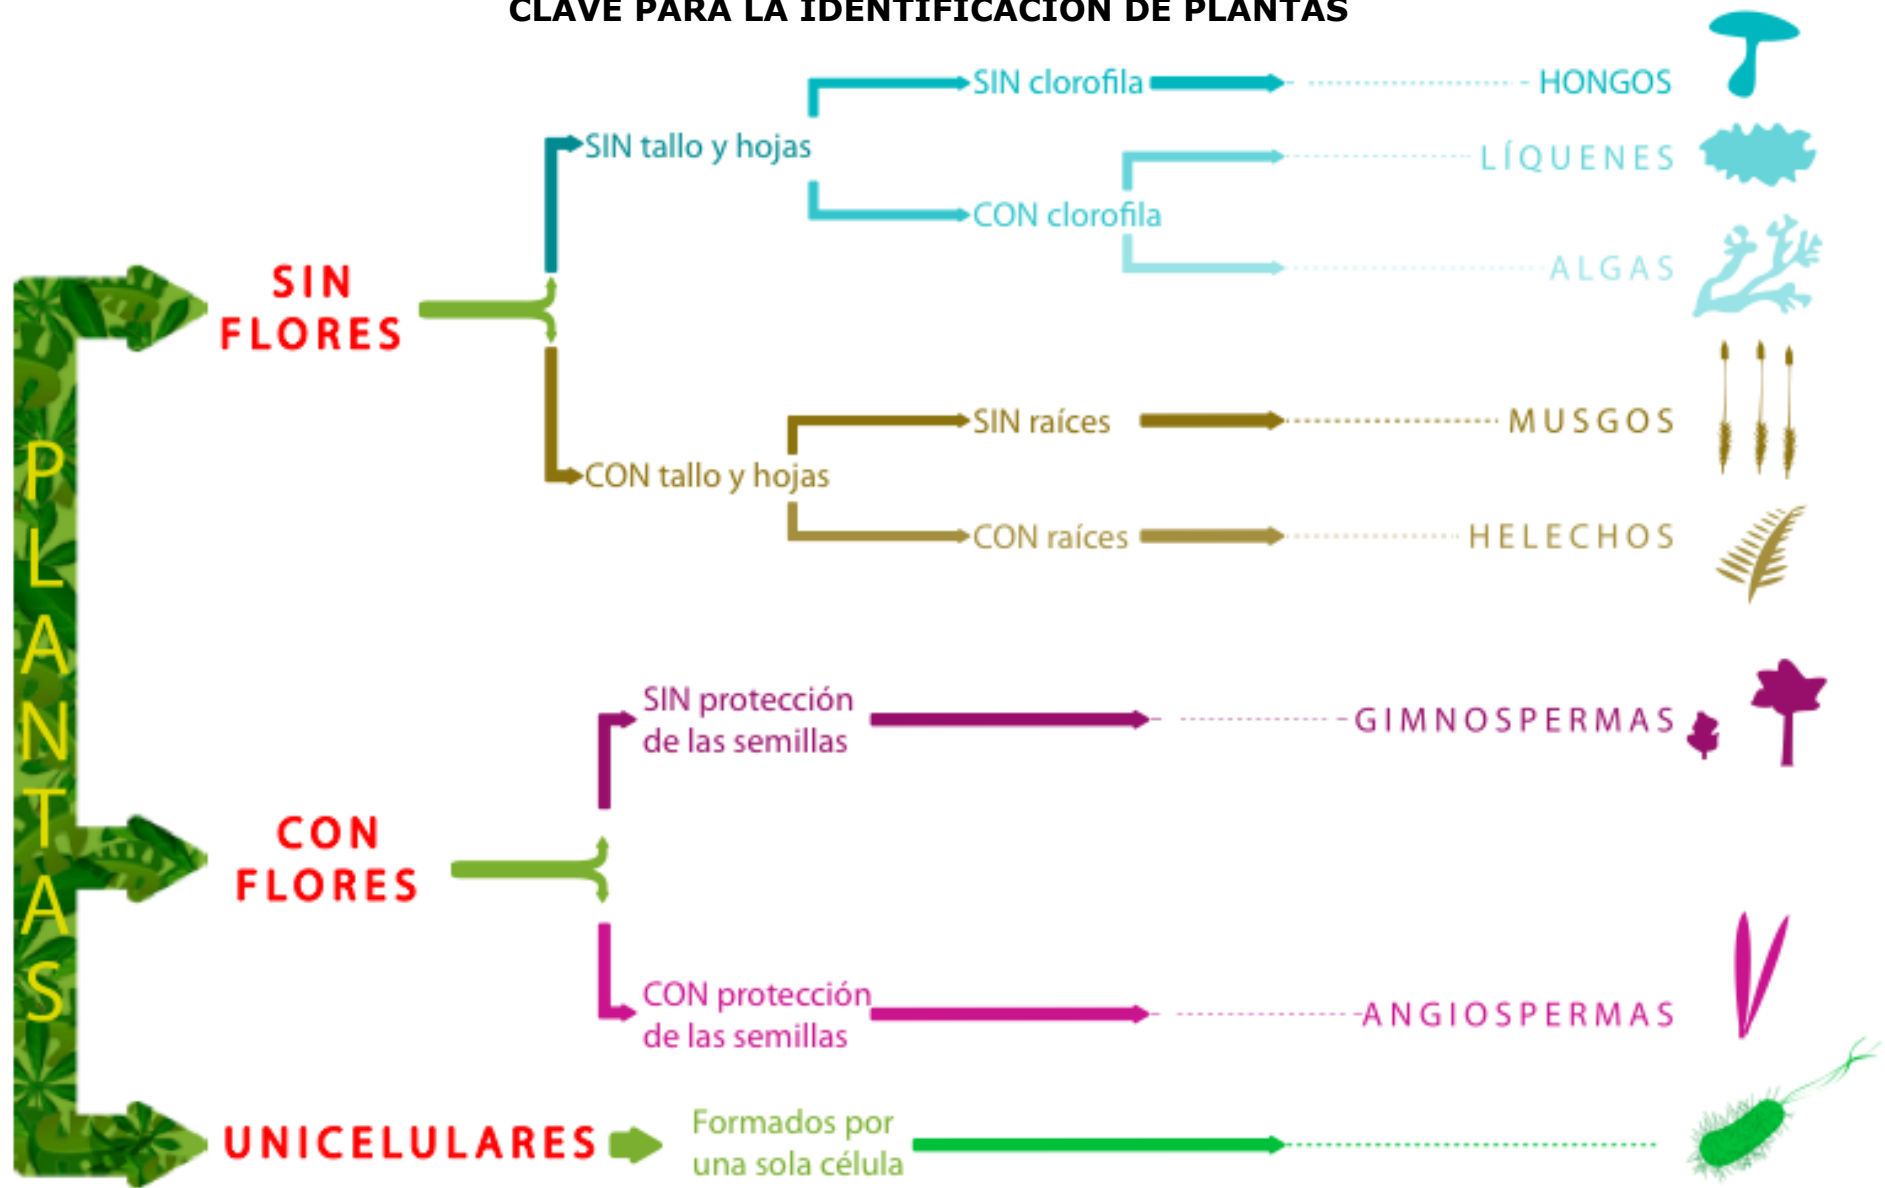 CLAVE PARA LA IDENTIFICACIÓN DE PLANTAS
PLANTAS
SIN
FLORES
SIN tallo y hojas
SIN clorofila
HONGOS
CON clorofila
LÍQUENES
ALGAS
CON tallo y hojas
SIN raíces
MUSGOS
CON raíces
HELECHOS
CON
FLORES
SIN protección
de las semillas
GIMNOSPERMAS
CON protección
de las semillas
ANGIOSPERMAS
UNICELULARES
Formados por
una sola célula